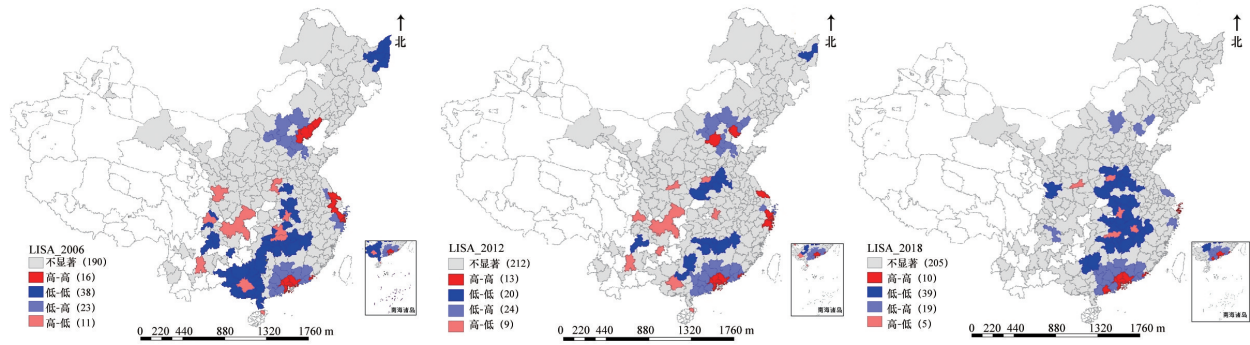 北
LISA_2006
不显著 (190)
高-高 (16)
低-低 (38)
低-高 (23)
高-低 (11)
0 220 440 880 1320 1760 m
南海诸岛
北
LISA_2012
不显著 (212)
高-高 (13)
低-低 (20)
低-高 (24)
高-低 (9)
0 220 440 880 1320 1760 m
南海诸岛
北
LISA_2018
不显著 (205)
高-高 (10)
低-低 (39)
低-高 (19)
高-低 (5)
0 220 440 880 1320 1760 m
南海诸岛